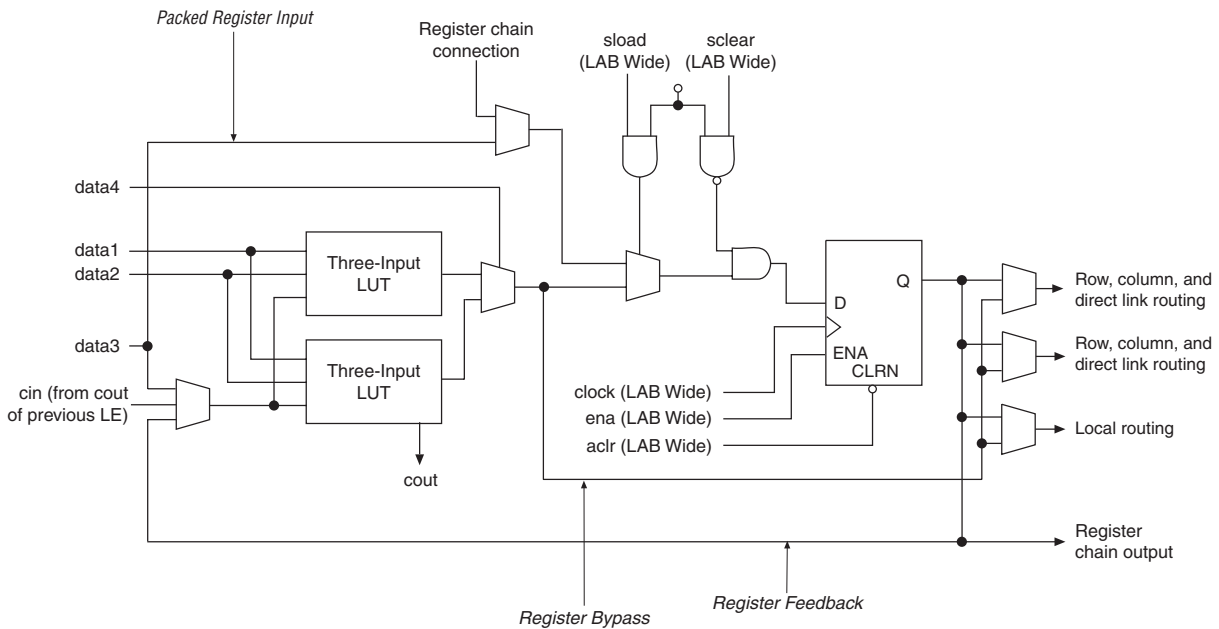 Packed Register Input
Register chain
connection
sload
(LAB Wide)
sclear
(LAB Wide)
data4
data1
data2
data3
cin (from cout
of previous LE)
Three-Input
LUT
Three-Input
LUT
cout
clock (LAB Wide)
ena (LAB Wide)
aclr (LAB Wide)
Q
D
ENA
CLRN
Row, column, and
direct link routing
Row, column, and
direct link routing
Local routing
Register
chain output
Register Bypass
Register Feedback